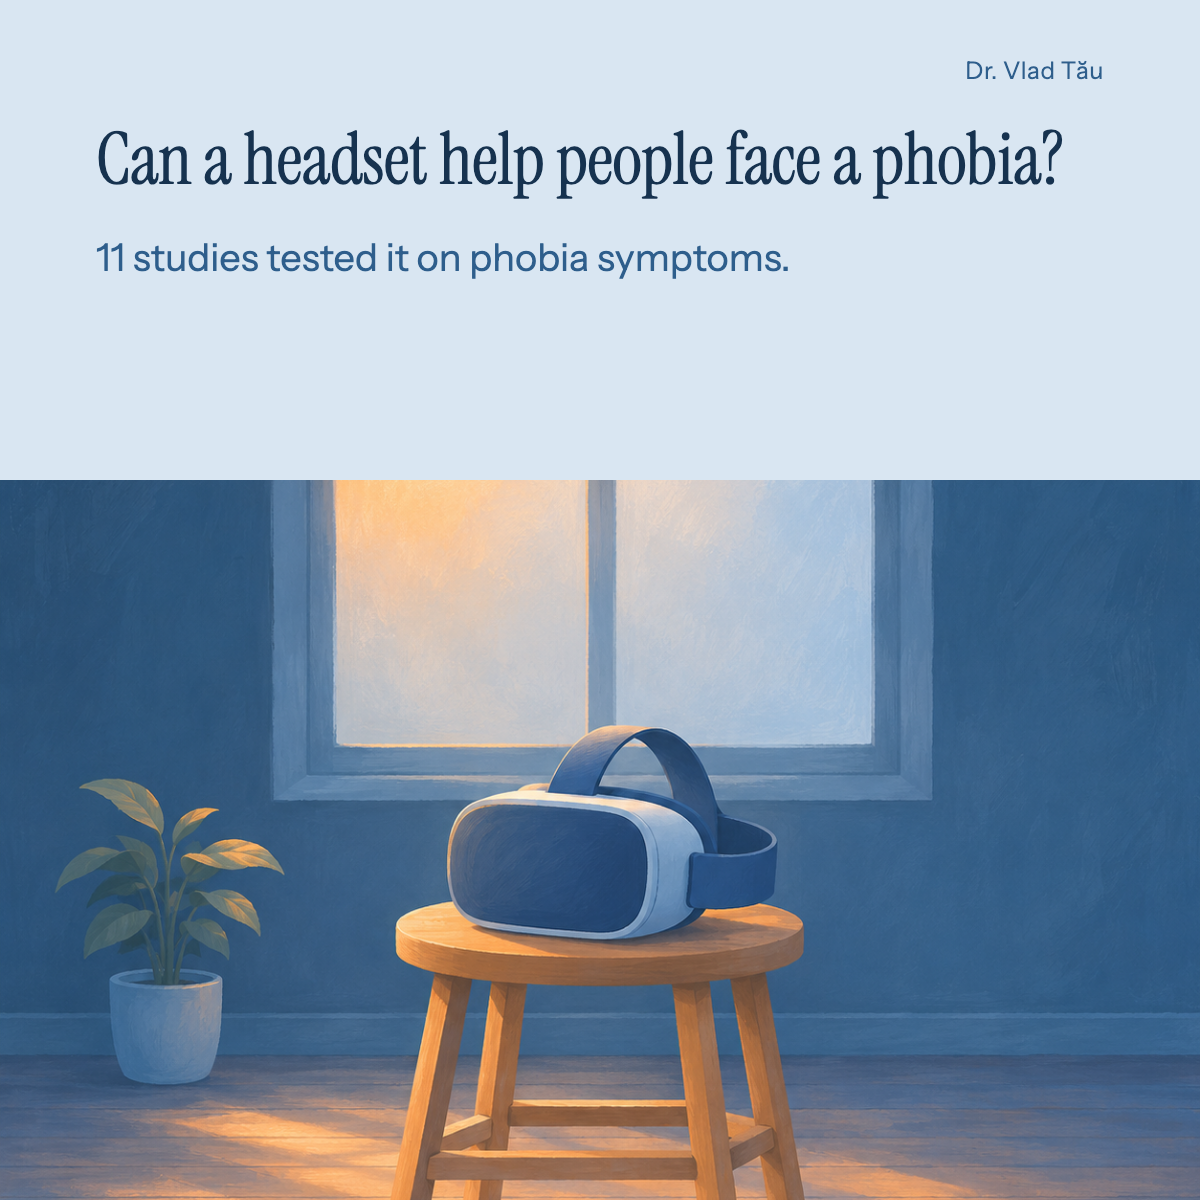 Dr. Vlad Tău
Can a headset help people face a phobia?
11 studies tested it on phobia symptoms.